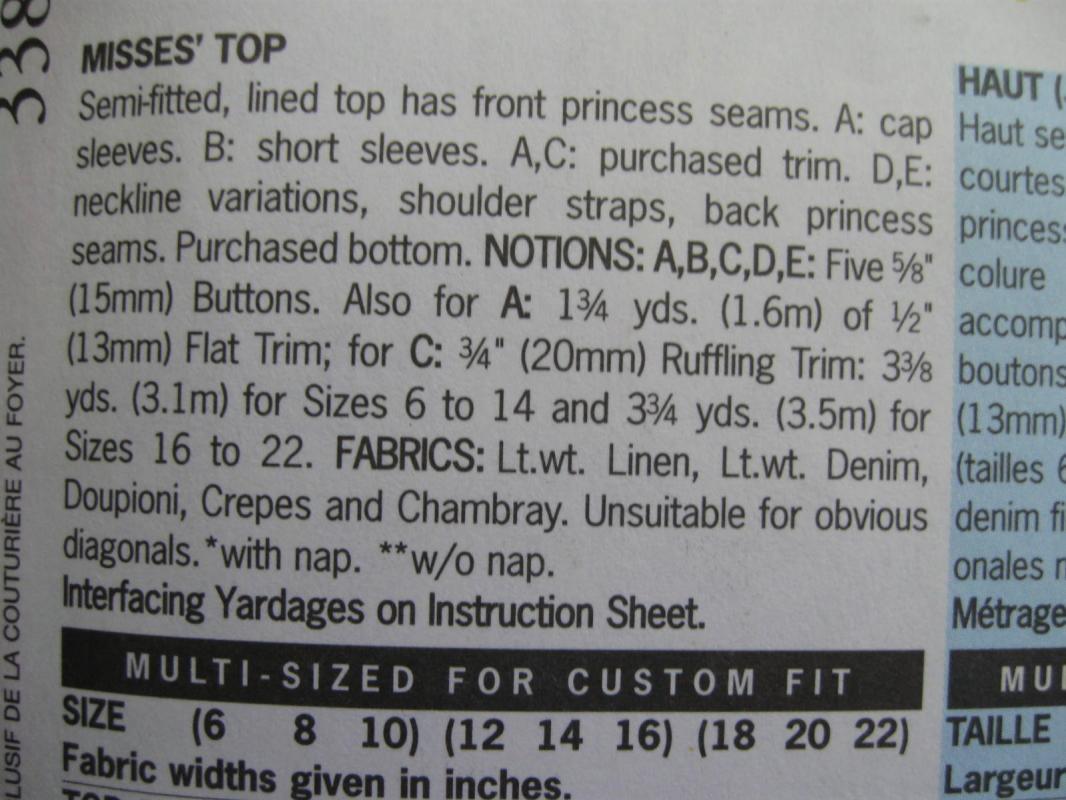 338
MISSES' TOP
Semi-fitted, lined top has front princess seams. A: cap
sleeves. B: short sleeves. A,C: purchased trim. D,E:
neckline variations, shoulder straps, back princess
seams. Purchased bottom. NOTIONS: A,B,C,D,E: Five ⅝"
(15mm) Buttons. Also for A: 1¾ yds. (1.6m) of ½"
(13mm) Flat Trim; for C: ¾" (20mm) Ruffling Trim: 3⅜
yds. (3.1m) for Sizes 6 to 14 and 3¾ yds. (3.5m) for
Sizes 16 to 22. FABRICS: Lt.wt. Linen, Lt.wt. Denim,
Doupioni, Crepes and Chambray. Unsuitable for obvious
diagonals. *with nap. **w/o nap.
Interfacing Yardages on Instruction Sheet.
MULTI-SIZED FOR CUSTOM FIT
SIZE (6 8 10) (12 14 16) (18 20 22)
Fabric widths given in inches.
LUSIF DE LA COUTURIÈRE AU FOYER.
HAUT (
Haut se
courtes
princess
colure
accomp
boutons
(13mm)
(tailles 6
denim fi
onales n
Métrage
MUL
TAILLE
Largeur